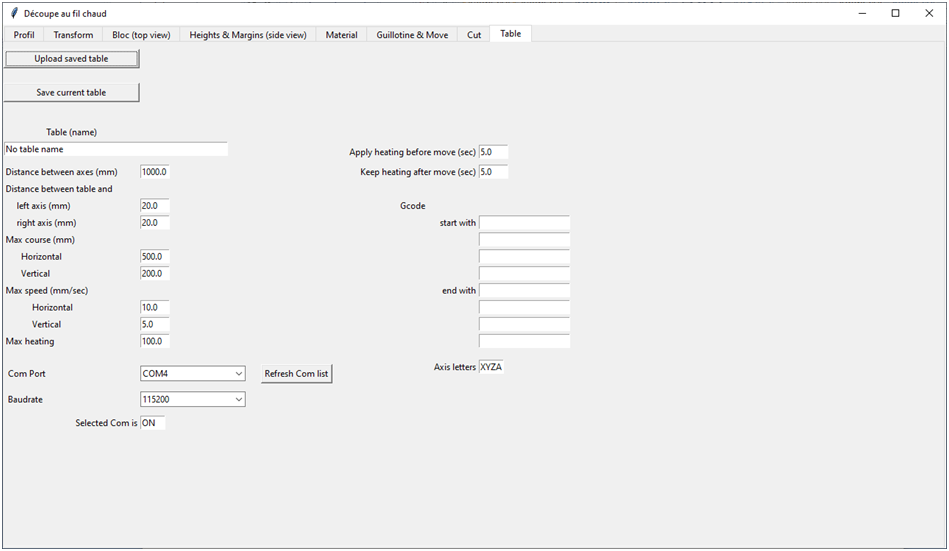 Découpe au fil chaud
Profil Transform Bloc (top view) Heights & Margins (side view) Material Guillotine & Move Cut Table
Upload saved table
Save current table
Table (name)
No table name
Apply heating before move (sec) 5.0
Distance between axes (mm) 1000.0
Keep heating after move (sec) 5.0
Distance between table and
left axis (mm) 20.0
Gcode
right axis (mm) 20.0
start with
Max course (mm)
Horizontal 500.0
Vertical 200.0
Max speed (mm/sec)
end with
Horizontal 10.0
Vertical 5.0
Max heating 100.0
Axis letters XYZA
Com Port COM4 Refresh Com list
Baudrate 115200
Selected Com is ON